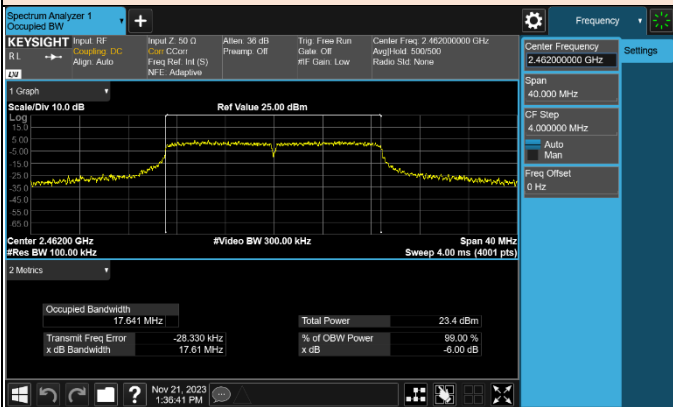 Spectrum Analyzer 1
Occupied BW
Frequency
KEYSIGHT
Input: RF
Input Z: 50 Ω
Atten: 36 dB
Trig: Free Run
Center Freq: 2.462000000 GHz
R L
Coupling: DC
Corr CCorr
Preamp: Off
Gate: Off
Avg|Hold: 500/500
Align: Auto
Freq Ref: Int (S)
#IF Gain: Low
Radio Std: None
NFE: Adaptive
Center Frequency
2.462000000 GHz
Settings
Span
40.000 MHz
CF Step
4.000000 MHz
Auto
Man
Freq Offset
0 Hz
1 Graph
Scale/Div 10.0 dB
Ref Value 25.00 dBm
Log
15.0
5.00
-5.00
-15.0
-25.0
-35.0
-45.0
-55.0
-65.0
Center 2.46200 GHz
#Video BW 300.00 kHz
Span 40 MHz
#Res BW 100.00 kHz
Sweep 4.00 ms (4001 pts)
2 Metrics
Occupied Bandwidth
17.641 MHz
Total Power
23.4 dBm
Transmit Freq Error
-28.330 kHz
% of OBW Power
99.00 %
x dB Bandwidth
17.61 MHz
x dB
-6.00 dB
Nov 21, 2023
1:36:41 PM